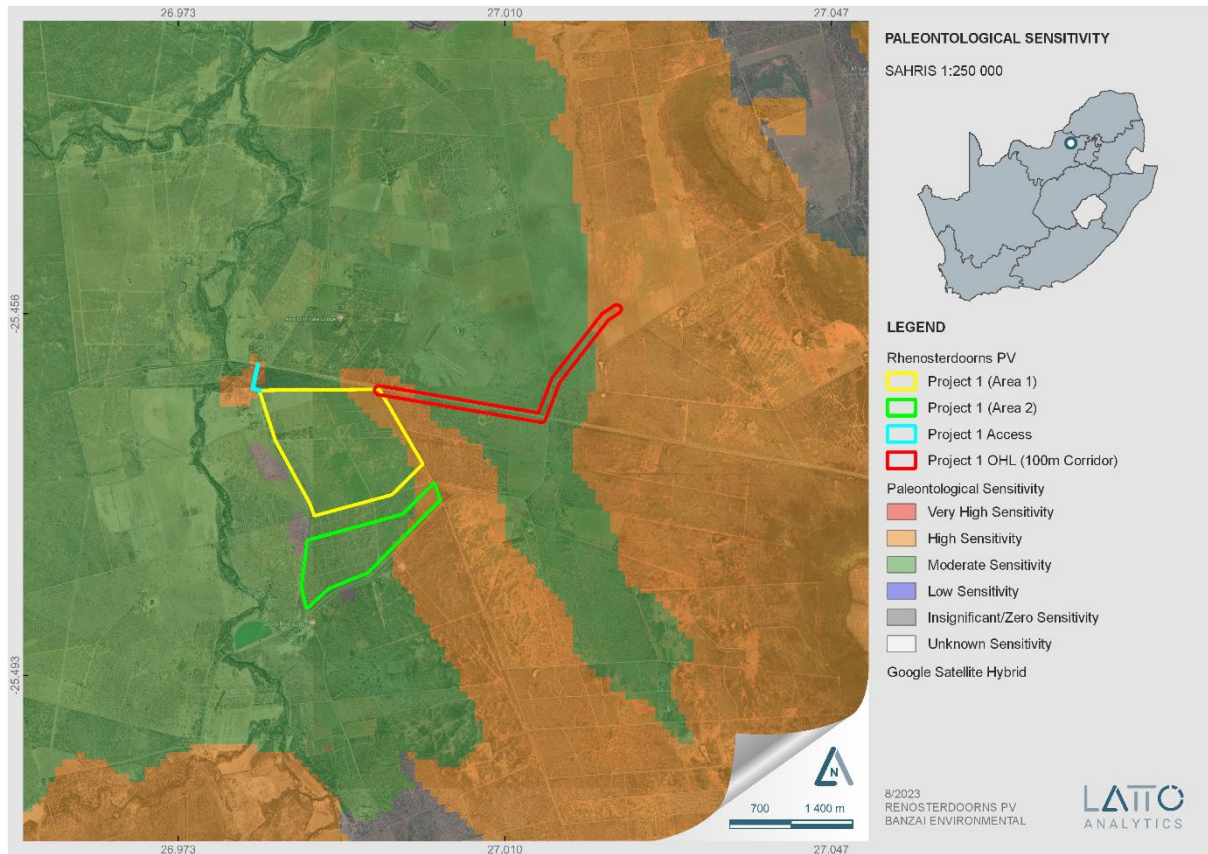 26.973
27.010
27.047
PALEONTOLOGICAL SENSITIVITY
SAHRIS 1:250 000
-25.456
-25.493
LEGEND
Rhenosterdoorns PV
Project 1 (Area 1)
Project 1 (Area 2)
Project 1 Access
Project 1 OHL (100m Corridor)
Paleontological Sensitivity
Very High Sensitivity
High Sensitivity
Moderate Sensitivity
Low Sensitivity
Insignificant/Zero Sensitivity
Unknown Sensitivity
Google Satellite Hybrid
N
700
1 400 m
8/2023
RENOSTERDOORNS PV
BANZAI ENVIRONMENTAL
LATTO
ANALYTICS
26.973
27.010
27.047